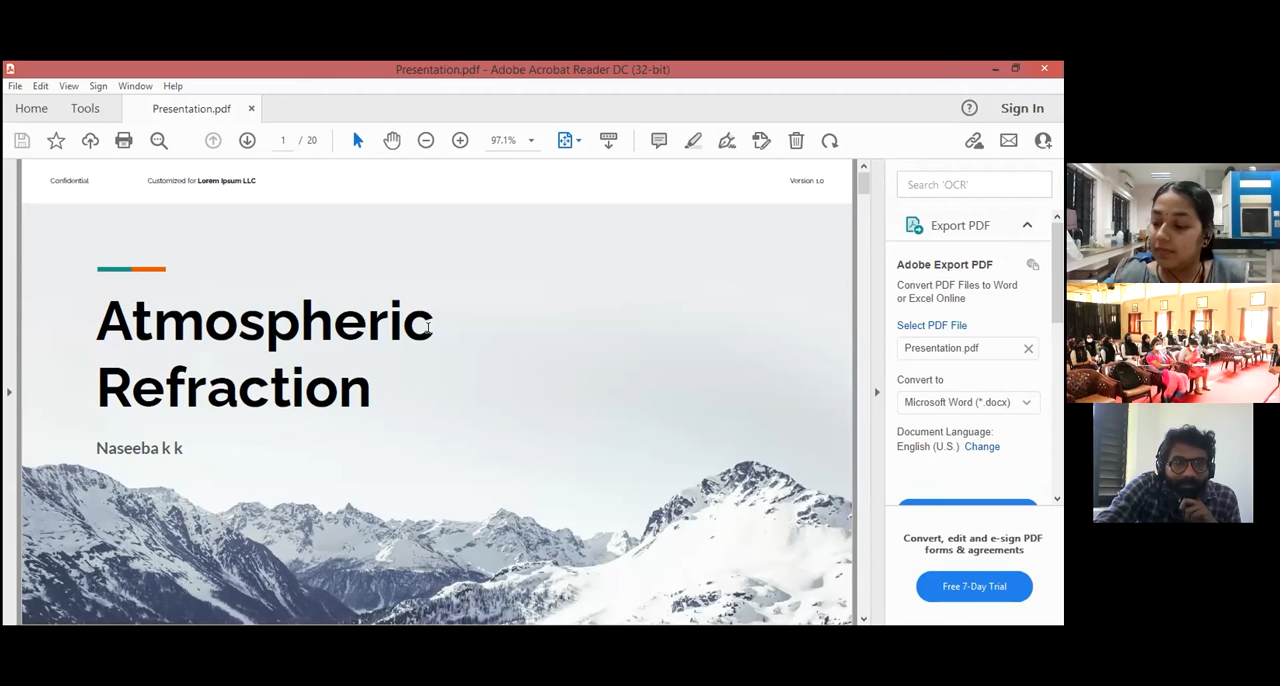 Presentation.pdf - Adobe Acrobat Reader DC (32-bit)
File Edit View Sign Window Help
Home Tools Presentation.pdf × Sign In
1 / 20 97.1%
Confidential Customized for Lorem Ipsum LLC Version 1.0
Atmospheric
Refraction
Naseeba k k
Search 'OCR'
Export PDF
Adobe Export PDF
Convert PDF Files to Word
or Excel Online
Select PDF File
Presentation.pdf
Convert to
Microsoft Word (*.docx)
Document Language:
English (U.S.) Change
Convert, edit and e-sign PDF
forms & agreements
Free 7-Day Trial